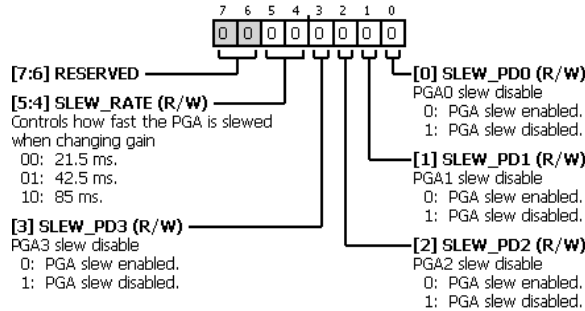 7 6 5 4 3 2 1 0
0 0 0 0 0 0 0 0
[7:6] RESERVED
[5:4] SLEW_RATE (R/W)
Controls how fast the PGA is slewed
when changing gain
00: 21.5 ms.
01: 42.5 ms.
10: 85 ms.
[3] SLEW_PD3 (R/W)
PGA3 slew disable
0: PGA slew enabled.
1: PGA slew disabled.
[0] SLEW_PD0 (R/W)
PGA0 slew disable
0: PGA slew enabled.
1: PGA slew disabled.
[1] SLEW_PD1 (R/W)
PGA1 slew disable
0: PGA slew enabled.
1: PGA slew disabled.
[2] SLEW_PD2 (R/W)
PGA2 slew disable
0: PGA slew enabled.
1: PGA slew disabled.